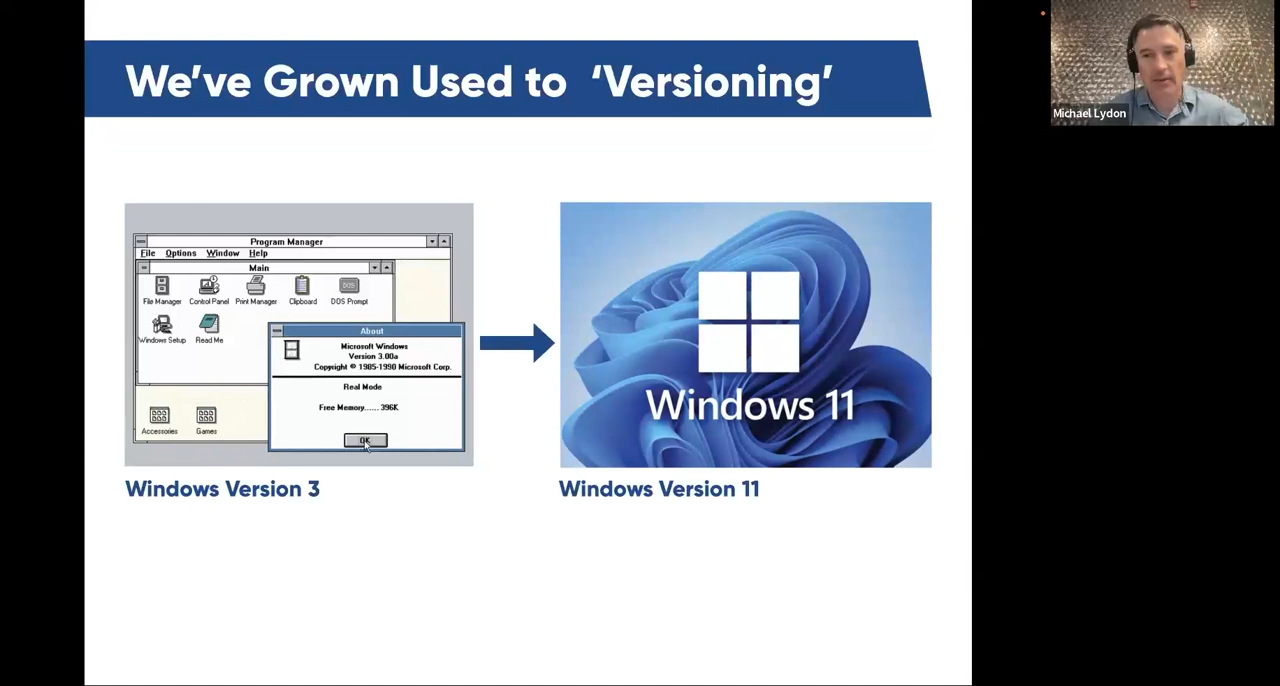 We've Grown Used to ‘Versioning’
Michael Lydon
Program Manager
File Options Window Help
Main
File Manager Control Panel Print Manager Clipboard DOS Prompt
DOS
Windows Setup Read Me
About
Microsoft Windows
Version 3.00a
Copyright © 1985-1990 Microsoft Corp.
Real Mode
Free Memory...... 396K
OK
Accessories Games
Windows 11
Windows Version 3
Windows Version 11